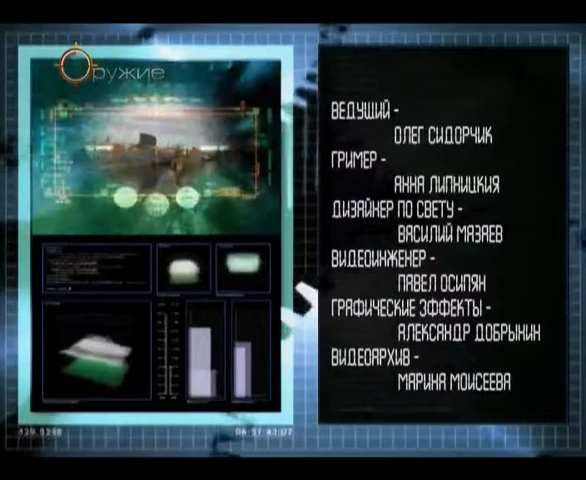 Оружие
ВЕДУЩИЙ -
ОЛЕГ СИДОРЧИК
ГРИМЕР -
АННА ЛИПНИЦКИЯ
ДИЗАЙНЕР ПО СВЕТУ -
ВАСИЛИЙ МАЗАЕВ
ВИДЕОИНЖЕНЕР -
ПАВЕЛ ОСИПЯН
ГРАФИЧЕСКИЕ ЭФФЕКТЫ -
АЛЕКСАНДР ДОБРЫНИН
ВИДЕОАРХИВ -
МАРИНА МОИСЕЕВА